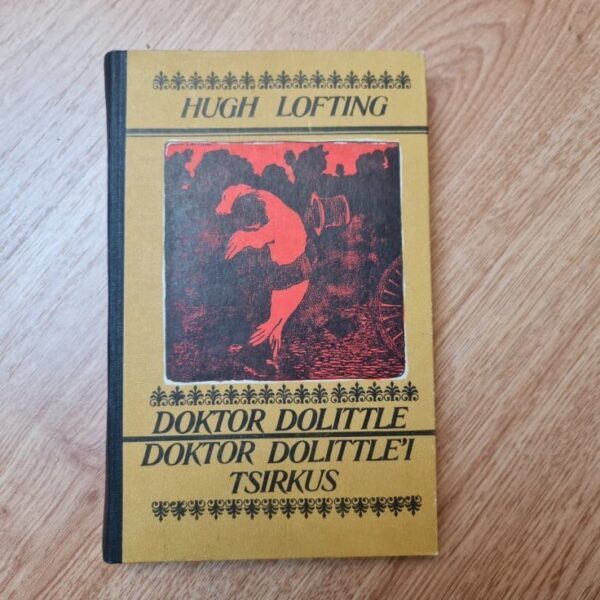 HUGH LOFTING
DOKTOR DOLITTLE
DOKTOR DOLITTLE'I
TSIRKUS